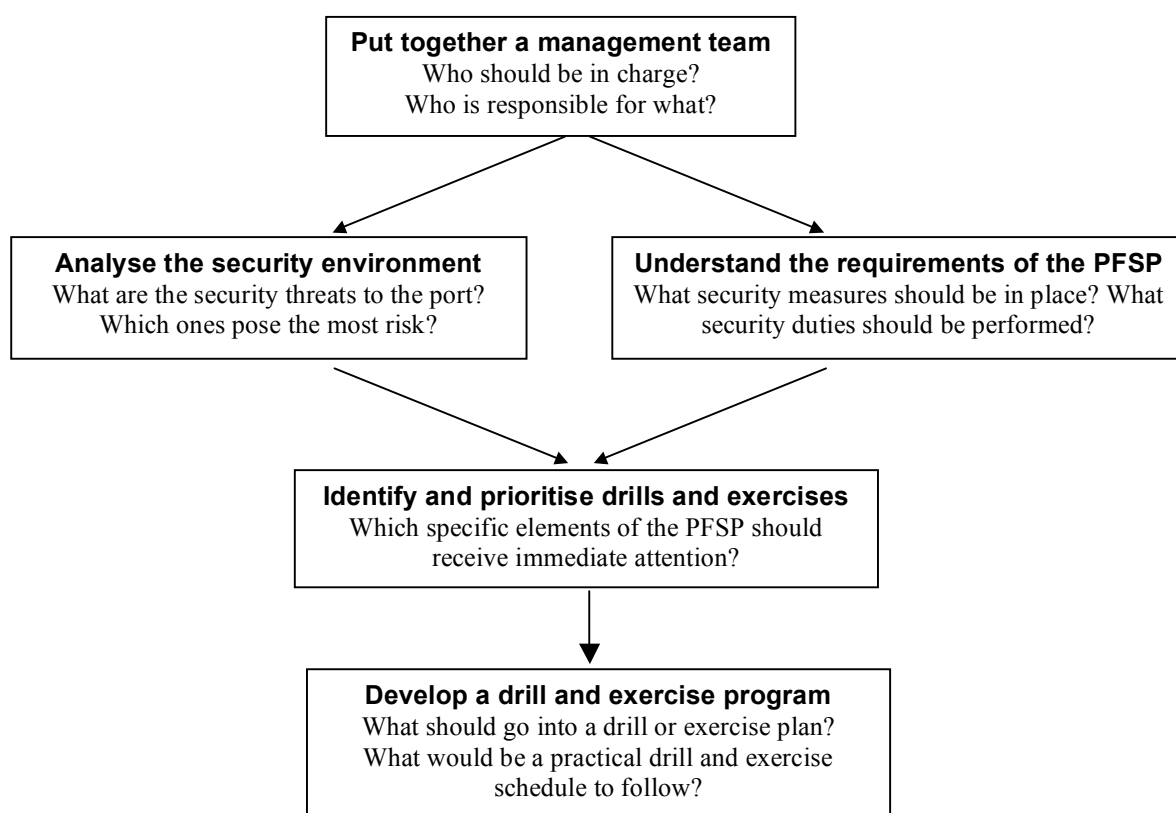 Put together a management team
Who should be in charge?
Who is responsible for what?
Analyse the security environment
What are the security threats to the port?
Which ones pose the most risk?
Understand the requirements of the PFSP
What security measures should be in place? What
security duties should be performed?
Identify and prioritise drills and exercises
Which specific elements of the PFSP should
receive immediate attention?
Develop a drill and exercise program
What should go into a drill or exercise plan?
What would be a practical drill and exercise
schedule to follow?